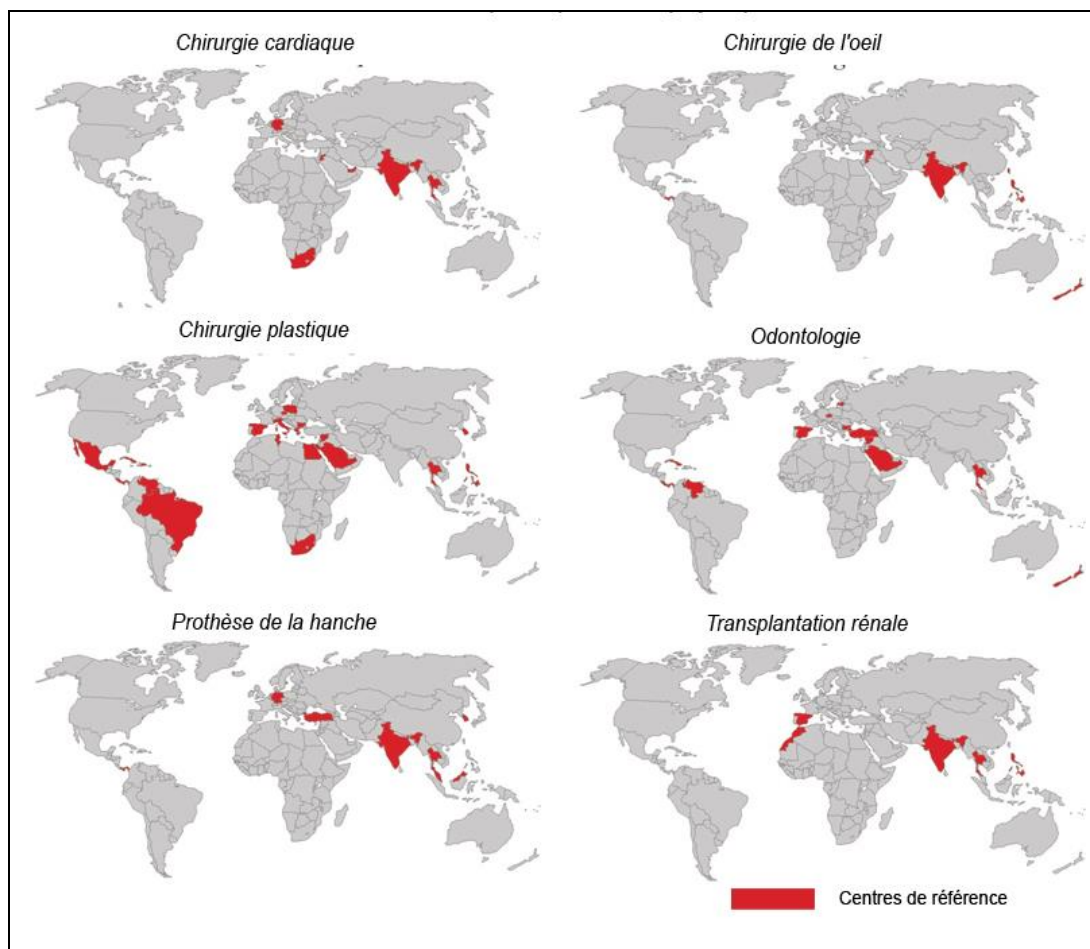 Chirurgie cardiaque
Chirurgie de l'oeil
Chirurgie plastique
Odontologie
Prothèse de la hanche
Transplantation rénale
Centres de référence